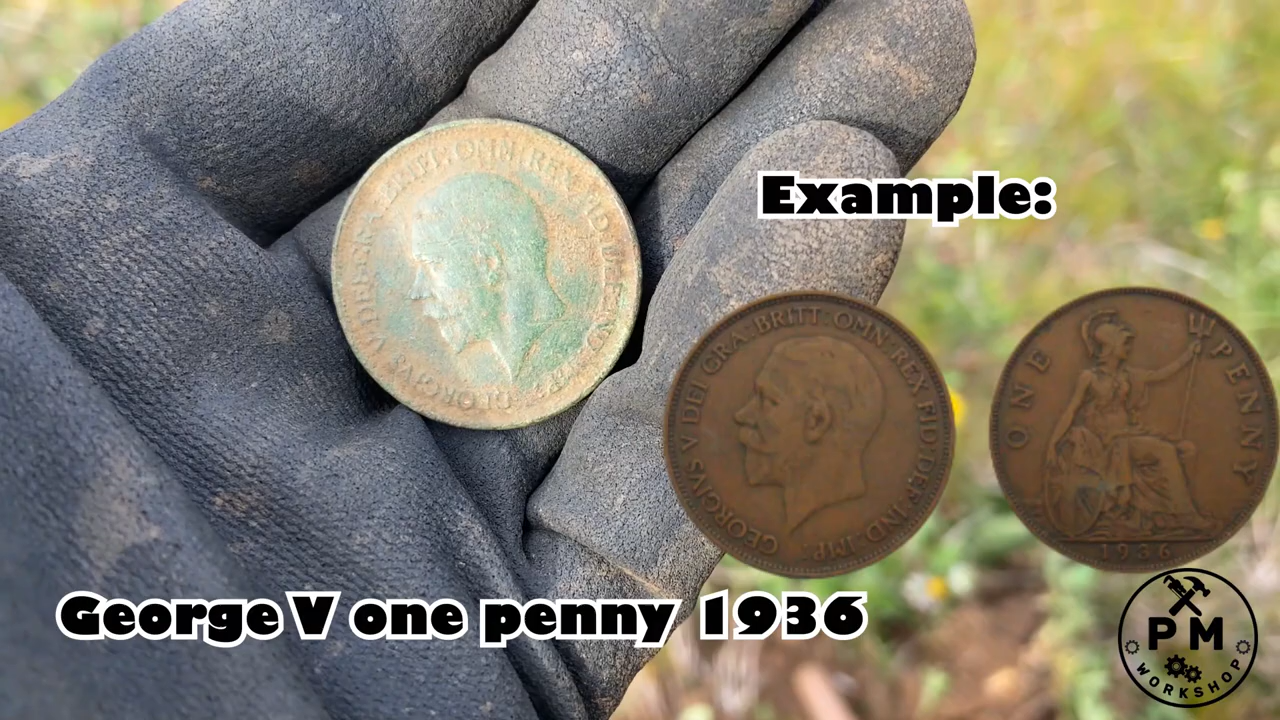 Example:
GEORGIVS V DEI GRA: BRITT: OMN: REX FID: DEF: IND: IMP:
ONE PENNY
1936
George V one penny 1936
PM
WORKSHOP